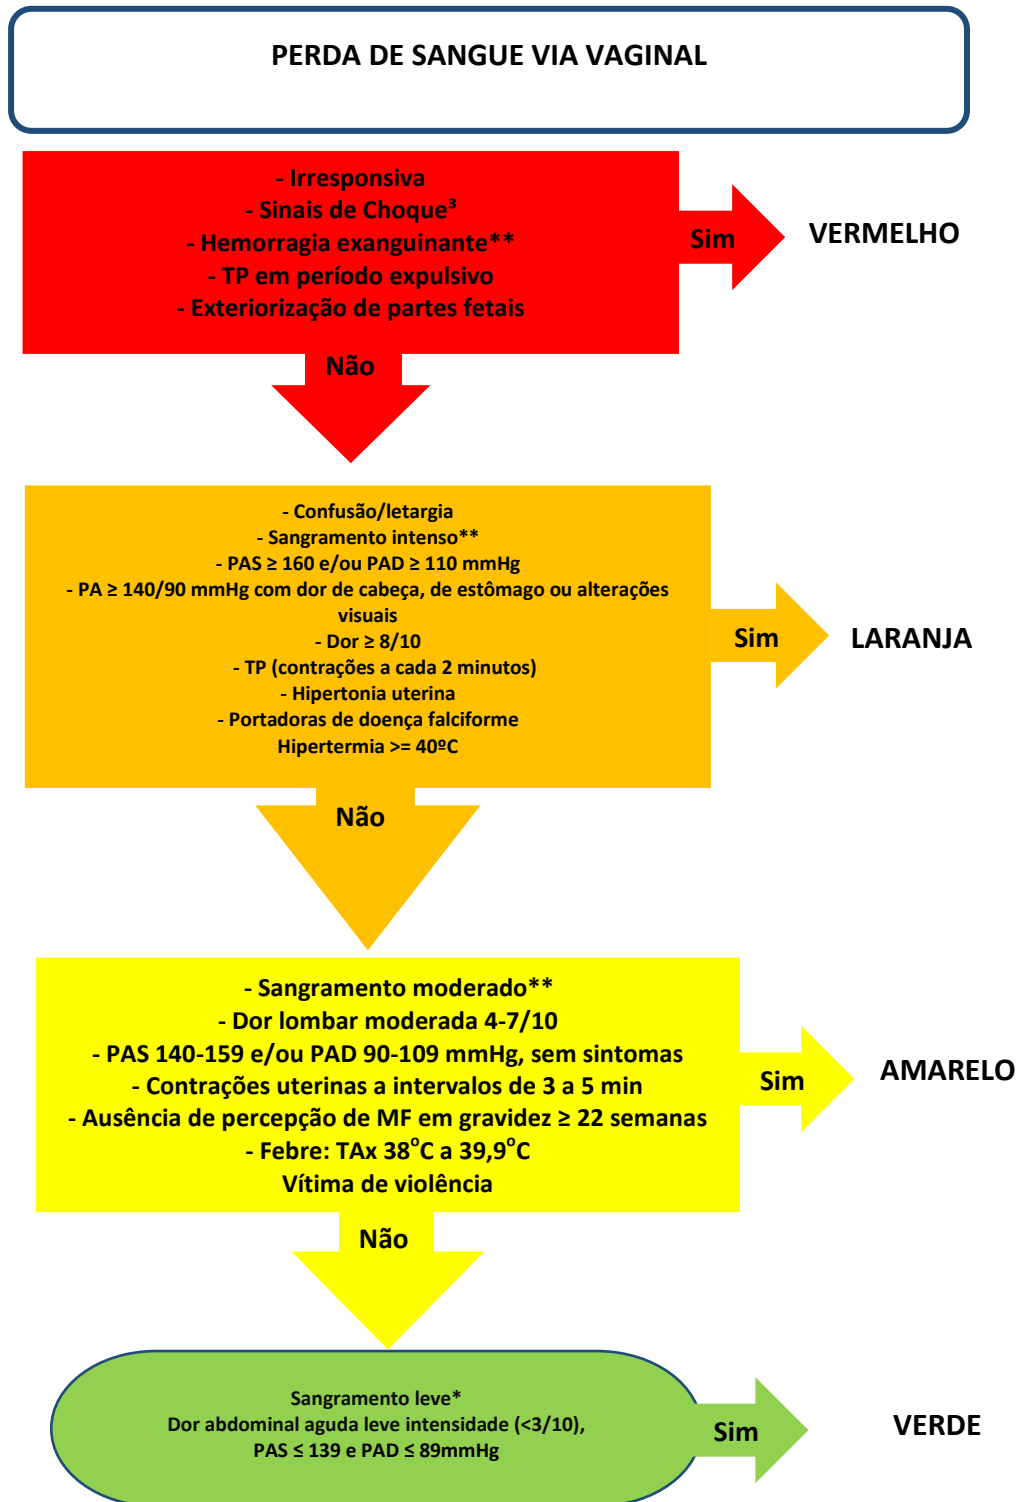 PERDA DE SANGUE VIA VAGINAL
- Irresponsiva
- Sinais de Choque³
- Hemorragia exanguinante**
- TP em período expulsivo
- Exteriorização de partes fetais
Sim
VERMELHO
Não
- Confusão/letargia
- Sangramento intenso**
- PAS ≥ 160 e/ou PAD ≥ 110 mmHg
- PA ≥ 140/90 mmHg com dor de cabeça, de estômago ou alterações
visuais
- Dor ≥ 8/10
- TP (contrações a cada 2 minutos)
- Hipertonia uterina
- Portadoras de doença falciforme
Hipertermia >= 40ºC
Sim
LARANJA
Não
- Sangramento moderado**
- Dor lombar moderada 4-7/10
- PAS 140-159 e/ou PAD 90-109 mmHg, sem sintomas
- Contrações uterinas a intervalos de 3 a 5 min
- Ausência de percepção de MF em gravidez ≥ 22 semanas
- Febre: TAx 38°C a 39,9°C
Vítima de violência
Sim
AMARELO
Não
Sangramento leve*
Dor abdominal aguda leve intensidade (<3/10),
PAS ≤ 139 e PAD ≤ 89mmHg
Sim
VERDE